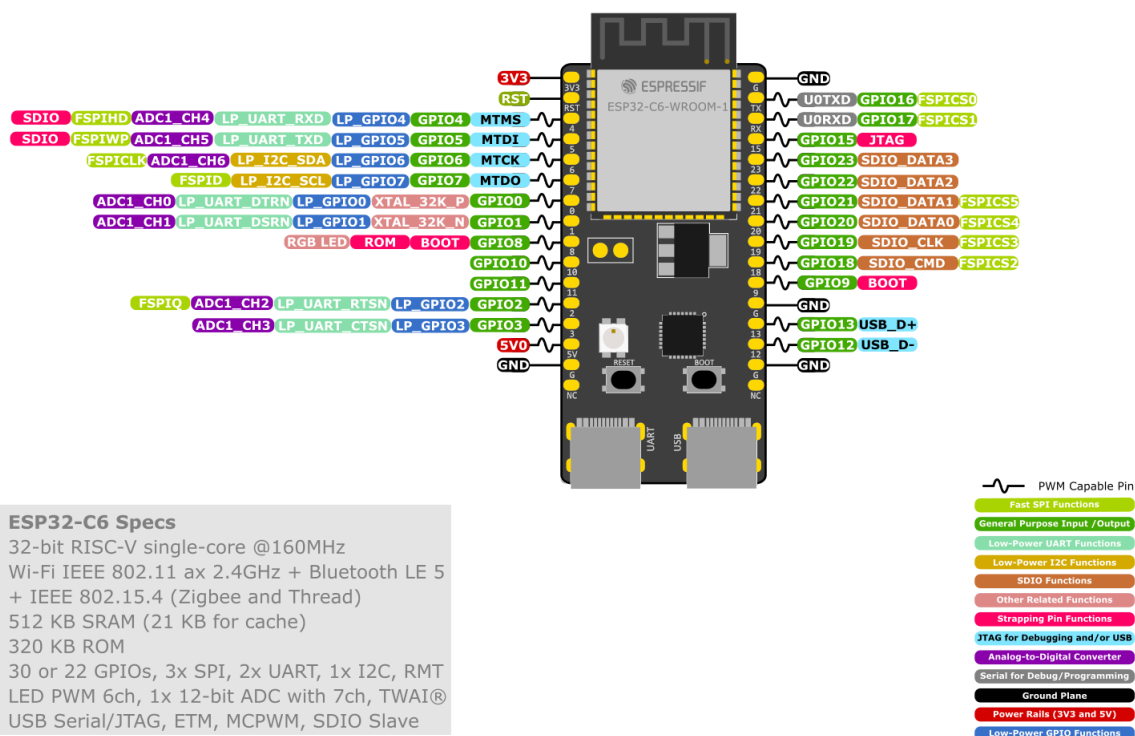 ESPRESSIF
ESP32-C6-WROOM-1
3V3 3V3 G GND
RST RST TX U0TXD GPIO16 FSPICS0
SDIO FSPIHD ADC1_CH4 LP_UART_RXD LP_GPIO4 GPIO4 MTMS 4 RX U0RXD GPIO17 FSPICS1
SDIO FSPIWP ADC1_CH5 LP_UART_TXD LP_GPIO5 GPIO5 MTDI 5 15 GPIO15 JTAG
FSPICLK ADC1_CH6 LP_I2C_SDA LP_GPIO6 GPIO6 MTCK 6 23 GPIO23 SDIO_DATA3
FSPID LP_I2C_SCL LP_GPIO7 GPIO7 MTDO 7 22 GPIO22 SDIO_DATA2
ADC1_CH0 LP_UART_DTRN LP_GPIO0 XTAL_32K_P GPIO0 0 21 GPIO21 SDIO_DATA1 FSPICS5
ADC1_CH1 LP_UART_DSRN LP_GPIO1 XTAL_32K_N GPIO1 1 20 GPIO20 SDIO_DATA0 FSPICS4
RGB LED ROM BOOT GPIO8 8 19 GPIO19 SDIO_CLK FSPICS3
GPIO10 10 18 GPIO18 SDIO_CMD FSPICS2
GPIO11 11 9 GPIO9 BOOT
FSPIQ ADC1_CH2 LP_UART_RTSN LP_GPIO2 GPIO2 2 G GND
ADC1_CH3 LP_UART_CTSN LP_GPIO3 GPIO3 3 13 GPIO13 USB_D+
5V0 5V 12 GPIO12 USB_D-
GND G G GND
NC NC
RESET BOOT
UART USB
ESP32-C6 Specs
32-bit RISC-V single-core @160MHz
Wi-Fi IEEE 802.11 ax 2.4GHz + Bluetooth LE 5
+ IEEE 802.15.4 (Zigbee and Thread)
512 KB SRAM (21 KB for cache)
320 KB ROM
30 or 22 GPIOs, 3x SPI, 2x UART, 1x I2C, RMT
LED PWM 6ch, 1x 12-bit ADC with 7ch, TWAI®
USB Serial/JTAG, ETM, MCPWM, SDIO Slave
PWM Capable Pin
Fast SPI Functions
General Purpose Input /Output
Low-Power UART Functions
Low-Power I2C Functions
SDIO Functions
Other Related Functions
Strapping Pin Functions
JTAG for Debugging and/or USB
Analog-to-Digital Converter
Serial for Debug/Programming
Ground Plane
Power Rails (3V3 and 5V)
Low-Power GPIO Functions